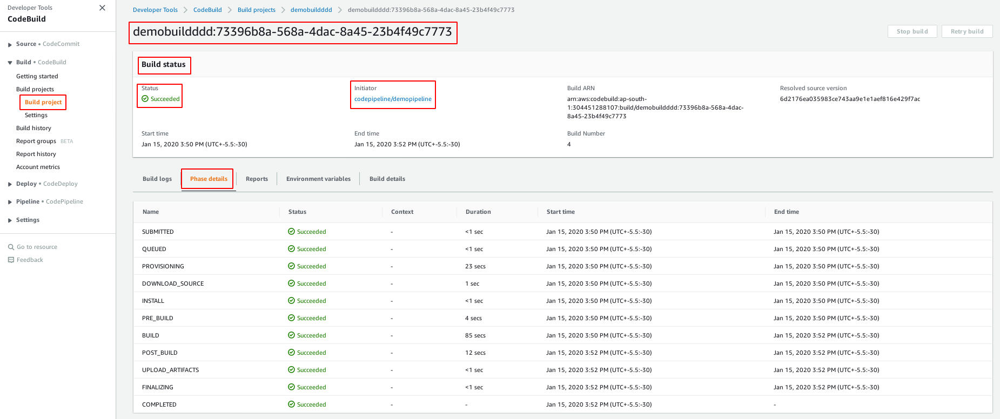 Developer Tools
CodeBuild
Source • CodeCommit
Build • CodeBuild
Getting started
Build projects
Build project
Settings
Build history
Report groups BETA
Report history
Account metrics
Deploy • CodeDeploy
Pipeline • CodePipeline
Settings
Go to resource
Feedback
Developer Tools CodeBuild Build projects demobuildddd demobuildddd:73396b8a-568a-4dac-8a45-23b4f49c7773
demobuildddd:73396b8a-568a-4dac-8a45-23b4f49c7773
Stop build Retry build
Build status
Status
Succeeded
Initiator
codepipeline/demopipeline
Build ARN
arn:aws:codebuild:ap-south-
1:304451288107:build/demobuildddd:73396b8a-568a-4dac-
8a45-23b4f49c7773
Resolved source version
6d2176ea035983ce743aa9e1e1aef816e429f7ac
Start time
Jan 15, 2020 3:50 PM (UTC+-5.5:-30)
End time
Jan 15, 2020 3:52 PM (UTC+-5.5:-30)
Build Number
4
Build logs Phase details Reports Environment variables Build details
Name Status Context Duration Start time End time
SUBMITTED Succeeded - <1 sec Jan 15, 2020 3:50 PM (UTC+-5.5:-30) Jan 15, 2020 3:50 PM (UTC+-5.5:-30)
QUEUED Succeeded - <1 sec Jan 15, 2020 3:50 PM (UTC+-5.5:-30) Jan 15, 2020 3:50 PM (UTC+-5.5:-30)
PROVISIONING Succeeded - 23 secs Jan 15, 2020 3:50 PM (UTC+-5.5:-30) Jan 15, 2020 3:50 PM (UTC+-5.5:-30)
DOWNLOAD_SOURCE Succeeded - 1 sec Jan 15, 2020 3:50 PM (UTC+-5.5:-30) Jan 15, 2020 3:50 PM (UTC+-5.5:-30)
INSTALL Succeeded - <1 sec Jan 15, 2020 3:50 PM (UTC+-5.5:-30) Jan 15, 2020 3:50 PM (UTC+-5.5:-30)
PRE_BUILD Succeeded - 4 secs Jan 15, 2020 3:50 PM (UTC+-5.5:-30) Jan 15, 2020 3:50 PM (UTC+-5.5:-30)
BUILD Succeeded - 85 secs Jan 15, 2020 3:50 PM (UTC+-5.5:-30) Jan 15, 2020 3:52 PM (UTC+-5.5:-30)
POST_BUILD Succeeded - 12 secs Jan 15, 2020 3:52 PM (UTC+-5.5:-30) Jan 15, 2020 3:52 PM (UTC+-5.5:-30)
UPLOAD_ARTIFACTS Succeeded - <1 sec Jan 15, 2020 3:52 PM (UTC+-5.5:-30) Jan 15, 2020 3:52 PM (UTC+-5.5:-30)
FINALIZING Succeeded - <1 sec Jan 15, 2020 3:52 PM (UTC+-5.5:-30) Jan 15, 2020 3:52 PM (UTC+-5.5:-30)
COMPLETED Succeeded - - Jan 15, 2020 3:52 PM (UTC+-5.5:-30) -